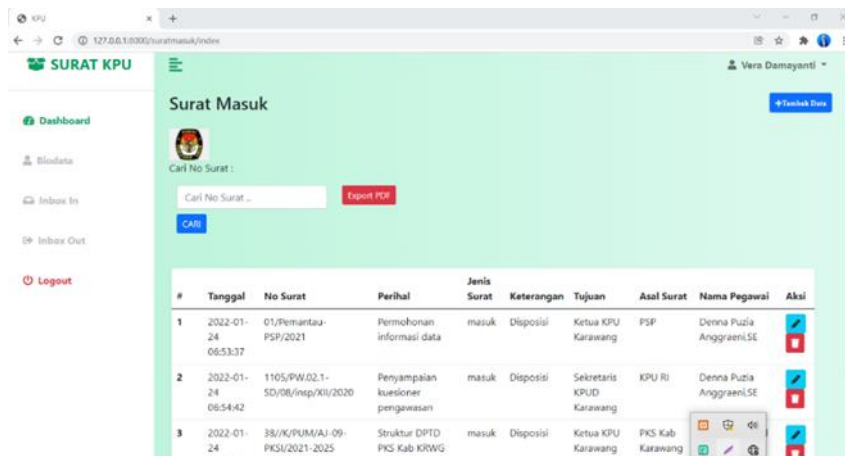 KPU
127.0.0.1:8000/suratmasuk/index
SURAT KPU
Vera Damayanti
Surat Masuk
+Tambah Data
Dashboard
Biodata
Inbox In
Inbox Out
Logout
Cari No Surat :
Cari No Surat ..
Export PDF
CARI
# Tanggal No Surat Perihal Jenis Surat Keterangan Tujuan Asal Surat Nama Pegawai Aksi
1 2022-01-24 06:53:37 01/Pemantau-PSP/2021 Permohonan informasi data masuk Disposisi Ketua KPU Karawang PSP Denna Puzia Anggraeni,SE
2 2022-01-24 06:54:42 1105/PW.02.1-SD/08/insp/XII/2020 Penyampaian kuesioner pengawasan masuk Disposisi Sekretaris KPUD Karawang KPU RI Denna Puzia Anggraeni,SE
3 2022-01-24 38//K/PUM/AJ-09-PKSI/2021-2025 Struktur DPTD PKS Kab KRWG masuk Disposisi Ketua KPU Karawang PKS Kab Karawang